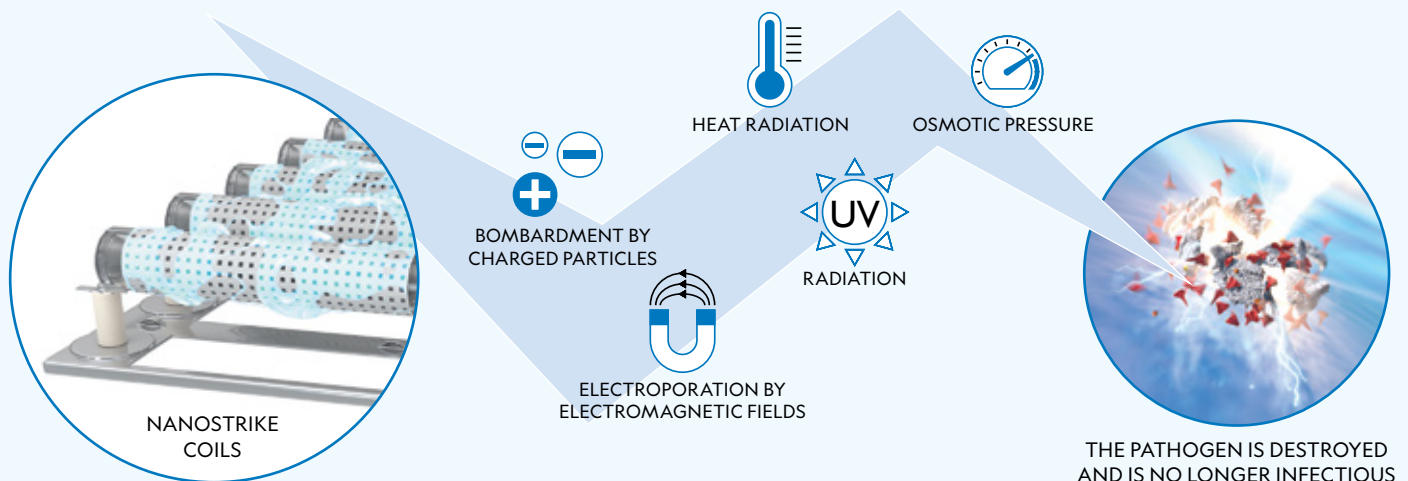 HEAT RADIATION
OSMOTIC PRESSURE
BOMBARDMENT BY
CHARGED PARTICLES
UV
RADIATION
ELECTROPORATION BY
ELECTROMAGNETIC FIELDS
NANOSTRIKE
COILS
THE PATHOGEN IS DESTROYED
AND IS NO LONGER INFECTIOUS